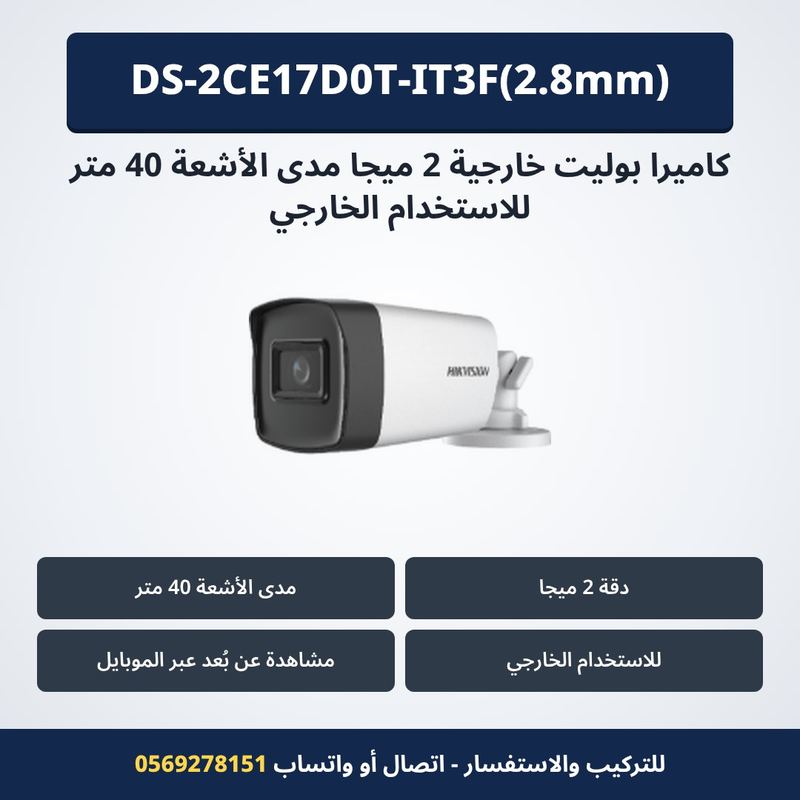 DS-2CE17D0T-IT3F(2.8mm)
كاميرا بوليت خارجية 2 ميجا مدى الأشعة 40 متر
للاستخدام الخارجي
HIKVISION
دقة 2 ميجا
مدى الأشعة 40 متر
للاستخدام الخارجي
مشاهدة عن بُعد عبر الموبايل
للتركيب والاستفسار - اتصال أو واتساب 0569278151